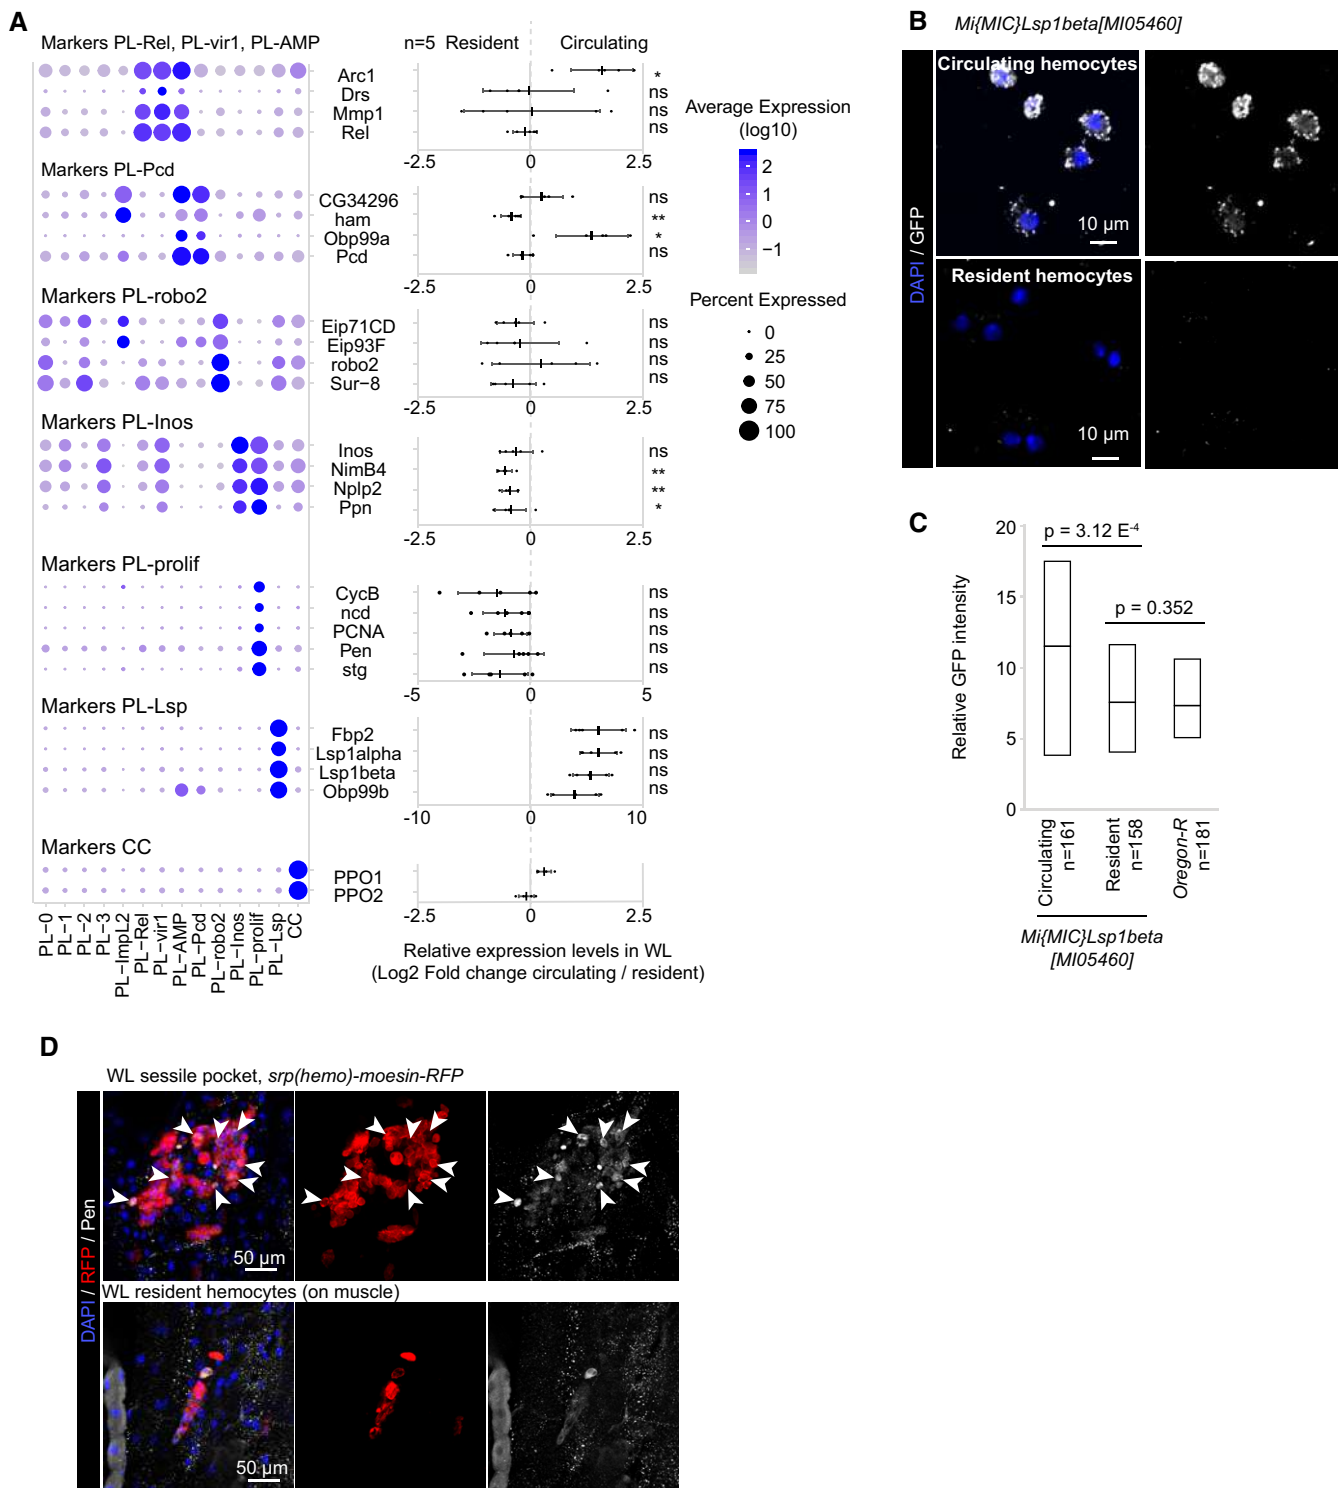 A
Markers PL-Rel, PL-vir1, PL-AMP
n=5 Resident Circulating
Arc1 *
Drs ns
Mmp1 ns
Rel ns
-2.5 0 2.5
Markers PL-Pcd
CG34296 ns
ham **
Obp99a *
Pcd ns
-2.5 0 2.5
Markers PL-robo2
Eip71CD ns
Eip93F ns
robo2 ns
Sur−8 ns
-2.5 0 2.5
Markers PL-Inos
Inos ns
NimB4 **
Nplp2 **
Ppn *
-2.5 0 2.5
Markers PL-prolif
CycB ns
ncd ns
PCNA ns
Pen ns
stg ns
-5 0 5
Markers PL-Lsp
Fbp2 ns
Lsp1alpha ns
Lsp1beta ns
Obp99b ns
-10 0 10
Markers CC
PPO1
PPO2
-2.5 0 2.5
PL−0
PL−1
PL−2
PL−3
PL−ImpL2
PL−Rel
PL−vir1
PL−AMP
PL−Pcd
PL−robo2
PL−Inos
PL−prolif
PL−Lsp
CC
Relative expression levels in WL
(Log2 Fold change circulating / resident)
Average Expression
(log10)
2
1
0
−1
Percent Expressed
0
25
50
75
100
B
Mi{MIC}Lsp1beta[MI05460]
DAPI / GFP
Circulating hemocytes
10 µm
Resident hemocytes
10 µm
C
Relative GFP intensity
20
15
10
5
0
p = 3.12 E-4
p = 0.352
Circulating
n=161
Resident
n=158
Oregon-R
n=181
Mi{MIC}Lsp1beta
[MI05460]
D
WL sessile pocket, srp(hemo)-moesin-RFP
DAPI / RFP / Pen
50 µm
WL resident hemocytes (on muscle)
50 µm